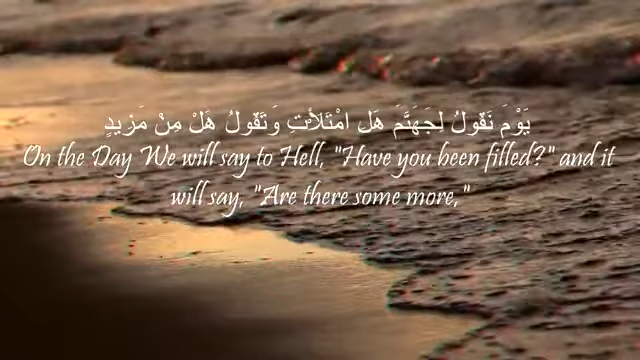 يَوْمَ نَقُولُ لِجَهَنَّمَ هَلِ امْتَلَأْتِ وَتَقُولُ هَلْ مِنْ مَزِيدٍ
On the Day We will say to Hell, "Have you been filled?" and it
will say, "Are there some more,"